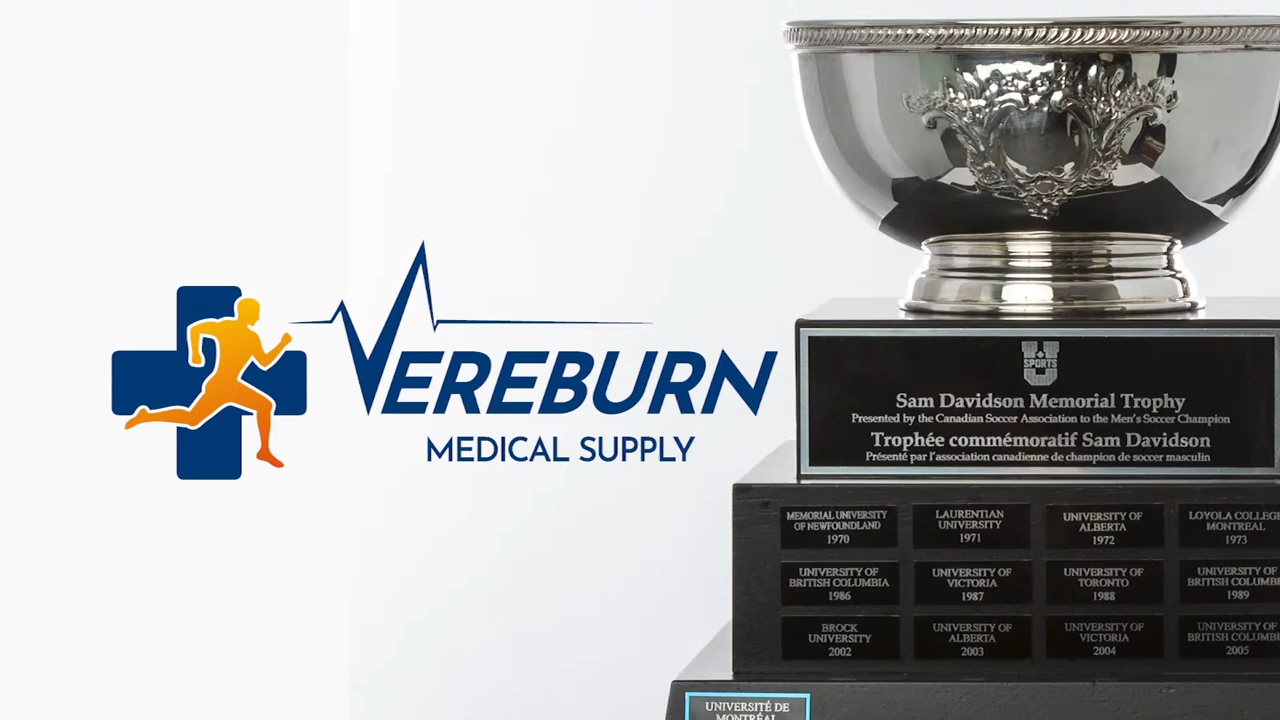 VEREBURN
MEDICAL SUPPLY
U
SPORTS
Sam Davidson Memorial Trophy
Presented by the Canadian Soccer Association to the Men's Soccer Champion
Trophée commémoratif Sam Davidson
Présenté par l'association canadienne de champion de soccer masculin
MEMORIAL UNIVERSITY
OF NEWFOUNDLAND
1970
LAURENTIAN
UNIVERSITY
1971
UNIVERSITY OF
ALBERTA
1972
LOYOLA COLLEGE
MONTREAL
1973
UNIVERSITY OF
BRITISH COLUMBIA
1986
UNIVERSITY OF
VICTORIA
1987
UNIVERSITY OF
TORONTO
1988
UNIVERSITY OF
BRITISH COLUMB
1989
BROCK
UNIVERSITY
2002
UNIVERSITY OF
ALBERTA
2003
UNIVERSITY OF
VICTORIA
2004
UNIVERSITY OF
BRITISH COLUMB
2005
UNIVERSITÉ DE
MONTRÉAL